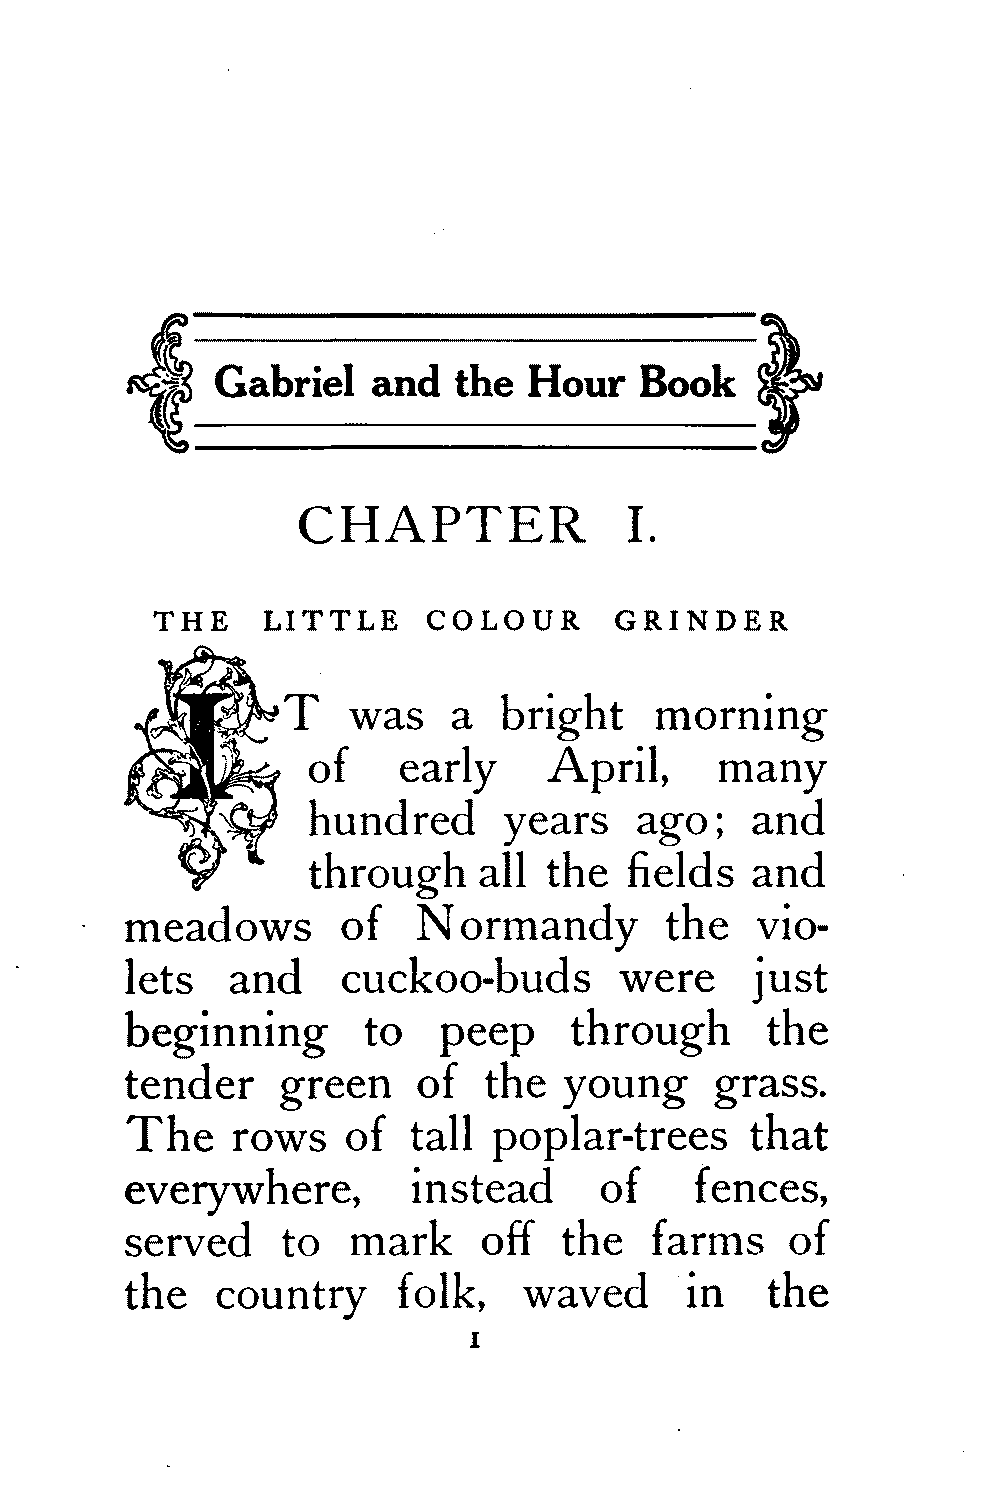 Gabriel and the Hour Book
CHAPTER I.
THE LITTLE COLOUR GRINDER
IT was a bright morning
of early April, many
hundred years ago; and
through all the fields and
meadows of Normandy the vio-
lets and cuckoo-buds were just
beginning to peep through the
tender green of the young grass.
The rows of tall poplar-trees that
everywhere, instead of fences,
served to mark off the farms of
the country folk, waved in the
1